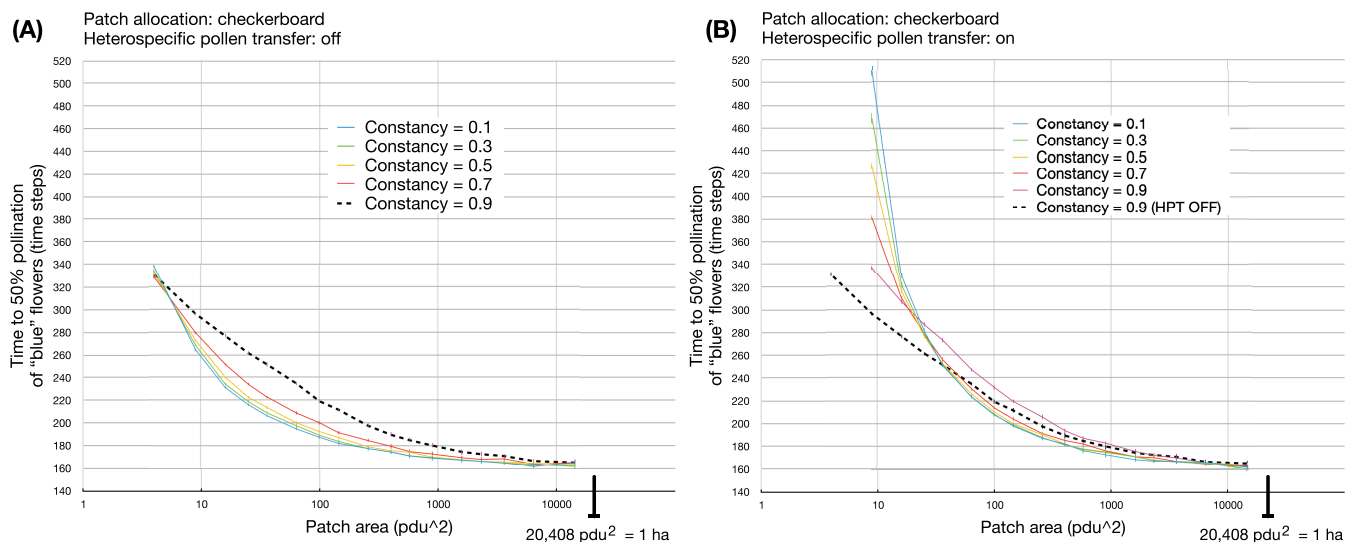 (A)
Patch allocation: checkerboard
Heterospecific pollen transfer: off
520
500
480
460
440
420
400
380
360
340
320
300
280
260
240
220
200
180
160
140
Time to 50% pollination
of “blue” flowers (time steps)
Constancy = 0.1
Constancy = 0.3
Constancy = 0.5
Constancy = 0.7
Constancy = 0.9
1
10
100
1000
10000
Patch area (pdu^2)
20,408 pdu² = 1 ha
(B)
Patch allocation: checkerboard
Heterospecific pollen transfer: on
520
500
480
460
440
420
400
380
360
340
320
300
280
260
240
220
200
180
160
140
Time to 50% pollination
of “blue” flowers (time steps)
Constancy = 0.1
Constancy = 0.3
Constancy = 0.5
Constancy = 0.7
Constancy = 0.9
Constancy = 0.9 (HPT OFF)
1
10
100
1000
10000
Patch area (pdu^2)
20,408 pdu² = 1 ha